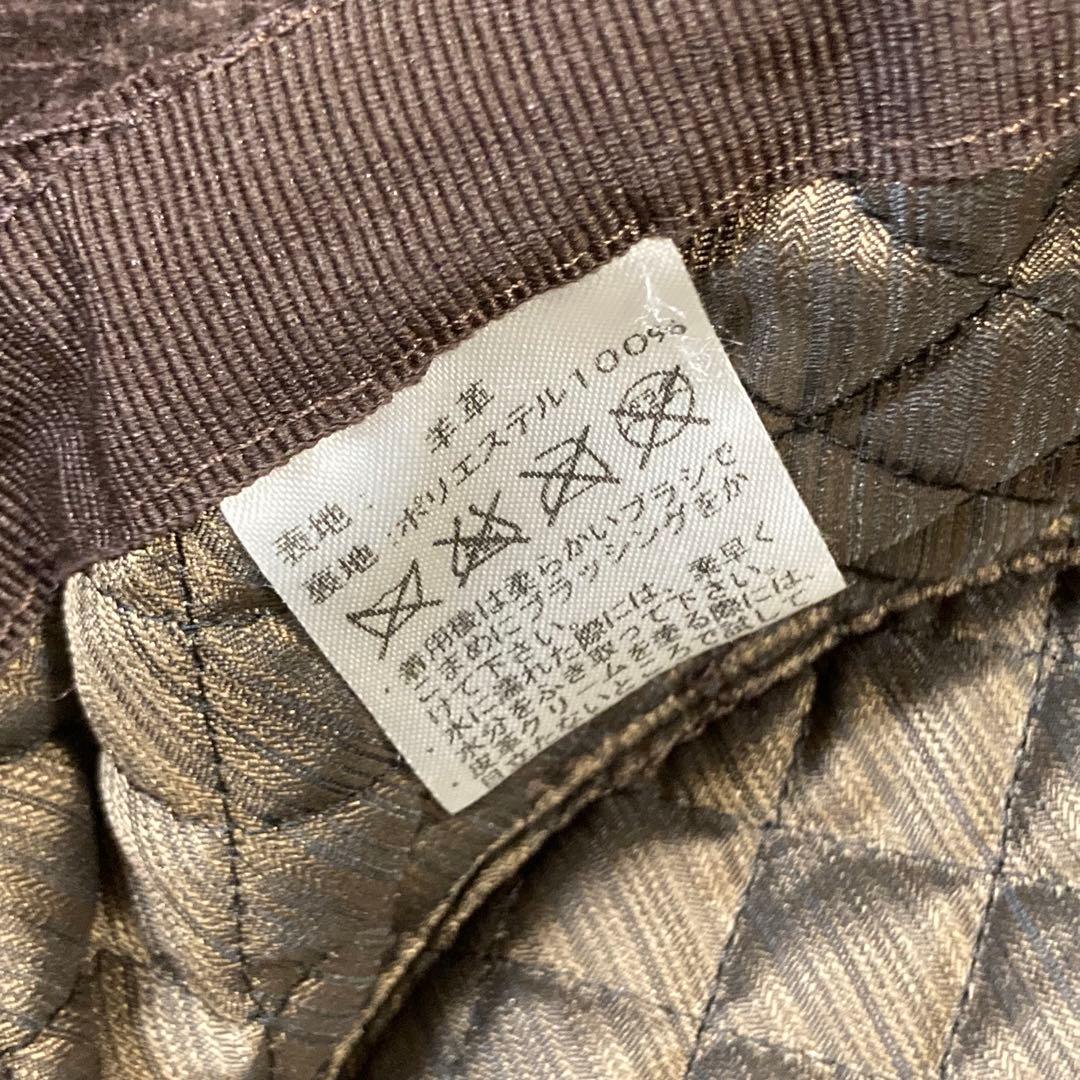 表地：羊革
裏地：ポリエステル100%
・着用後は柔らかいブラシで
こまめにブラッシングをか
けて下さい。
・水に濡れた際には、素早く
水分をふき取って下さい。
・保革クリームを塗る際には、
目立たないところで試して